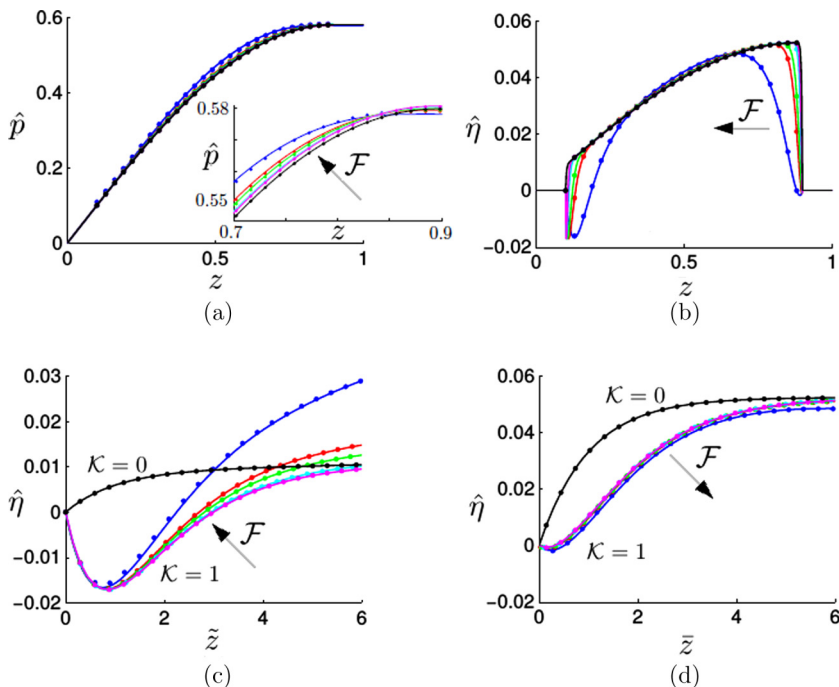 0.6
0.4
p̂
0.2
0
0 0.5 1
z
(a)
0.58
p̂
0.55
0.7 z 0.9
F
0.06
0.04
η̂
0.02
0
−0.02
0 0.5 1
z
F
(b)
0.03
0.02
0.01
η̂
0
−0.01
−0.02
0 2 4 6
z̃
K = 0
F
K = 1
(c)
0.06
0.04
η̂
0.02
0
−0.02
0 2 4 6
z̄
K = 0
F
K = 1
(d)